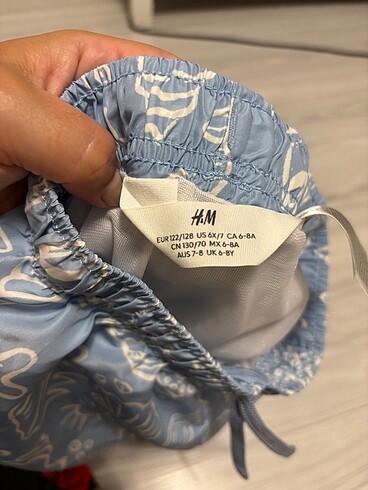 H&M
EUR 122/128 US 6X/7 CA 6-8A
CN 130/70 MX 6-8A
AUS 7-8 UK 6-8Y